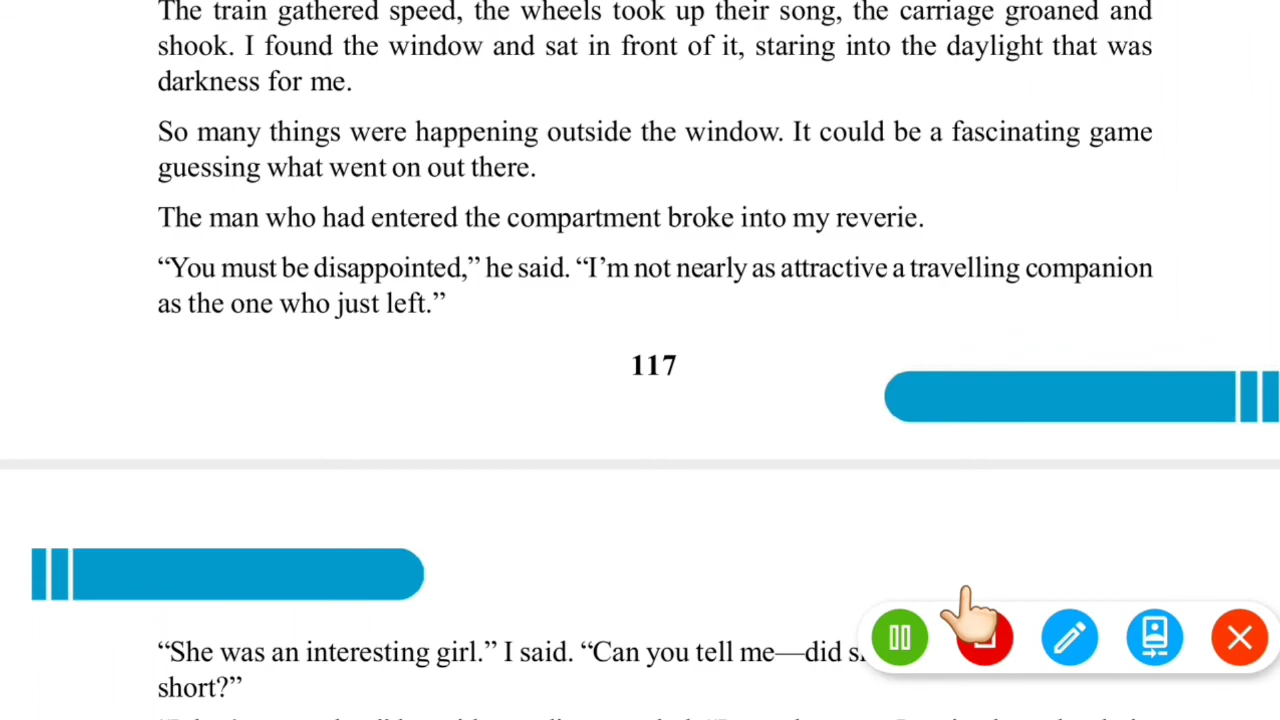 The train gathered speed, the wheels took up their song, the carriage groaned and
shook. I found the window and sat in front of it, staring into the daylight that was
darkness for me.
So many things were happening outside the window. It could be a fascinating game
guessing what went on out there.
The man who had entered the compartment broke into my reverie.
“You must be disappointed,” he said. “I’m not nearly as attractive a travelling companion
as the one who just left.”
117
“She was an interesting girl.” I said. “Can you tell me—did
short?”